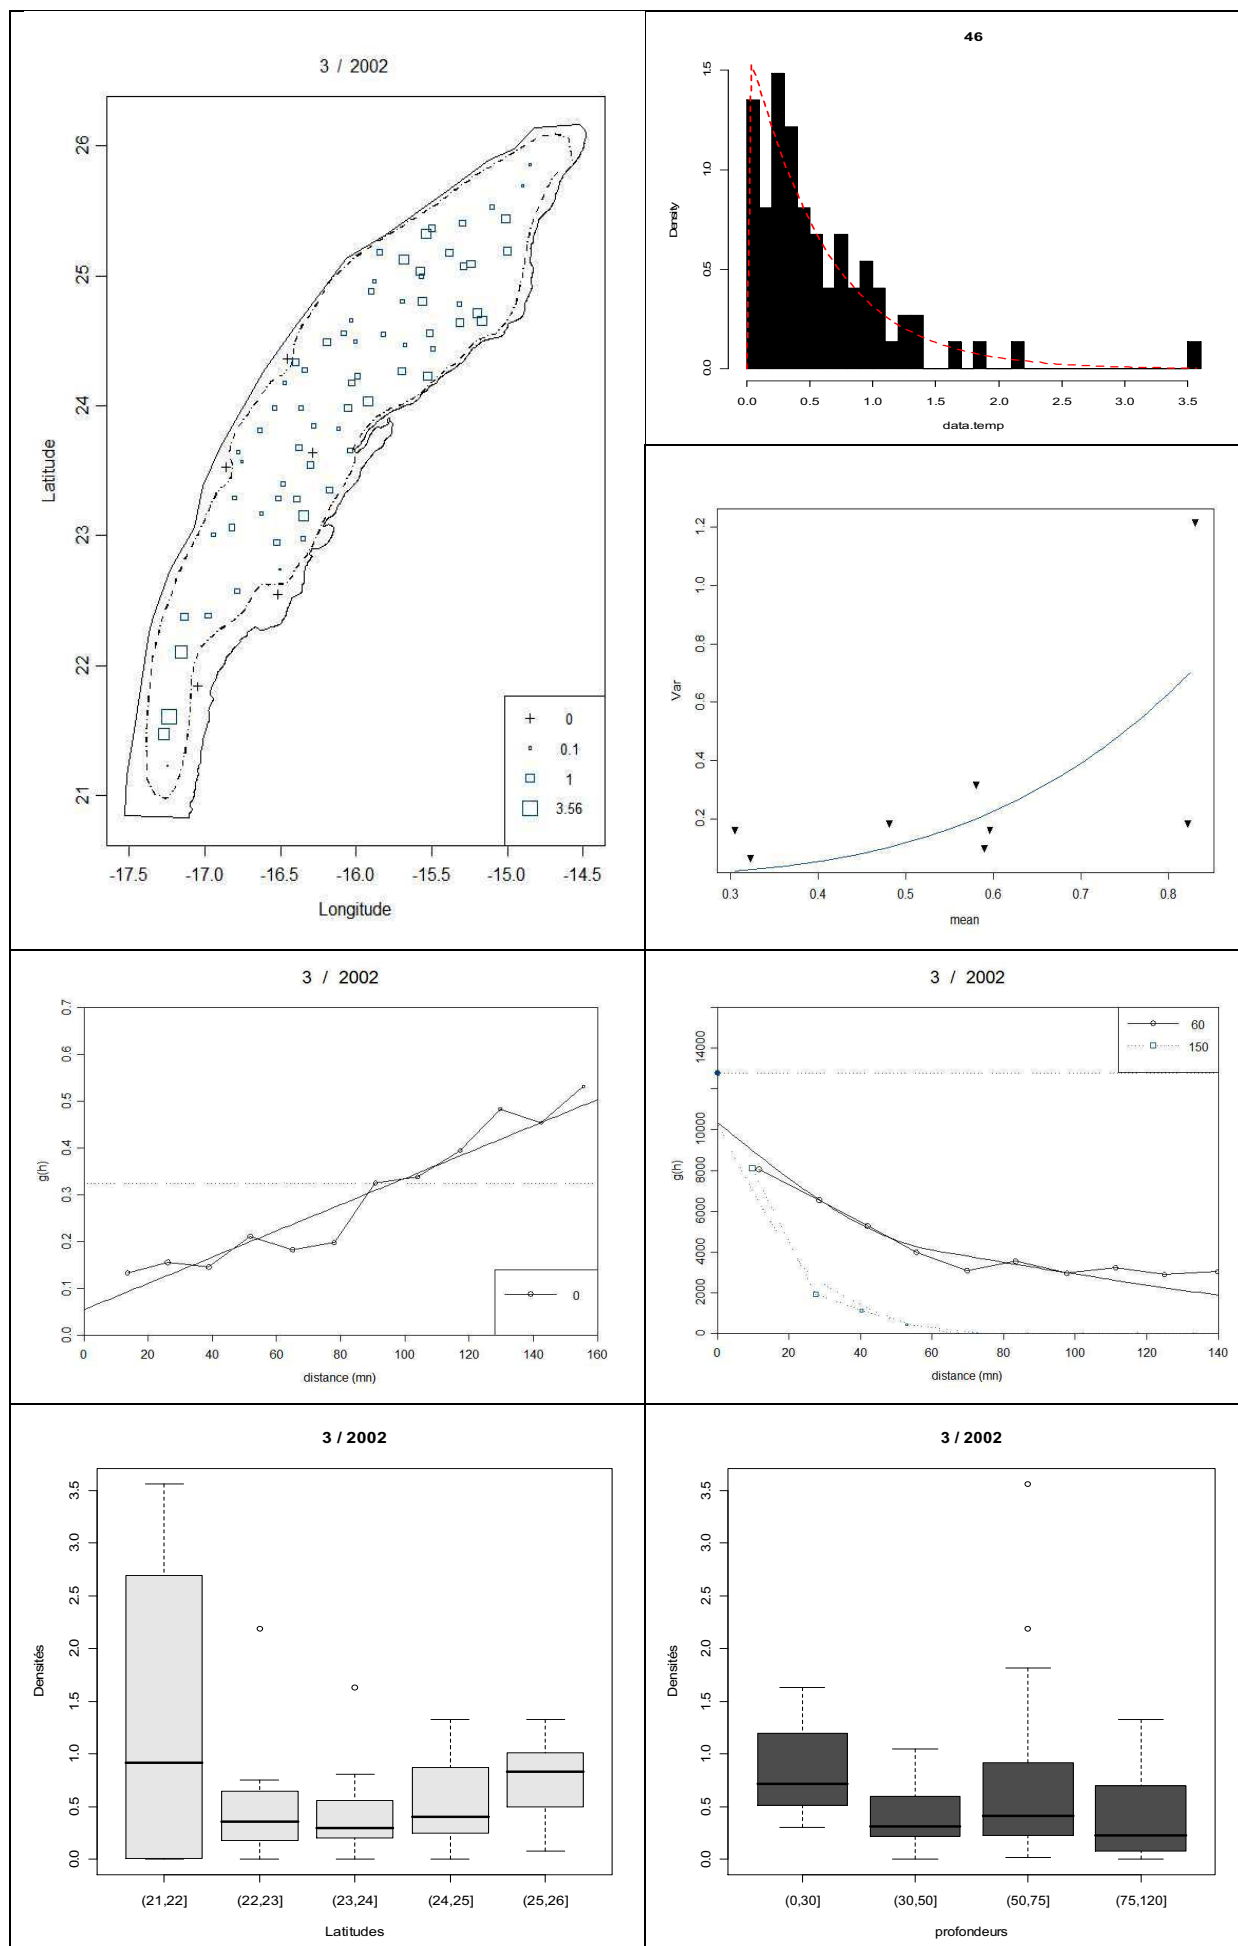 3 / 2002
26
25
24
23
22
21
Latitude
0
0.1
1
3.56
-17.5 -17.0 -16.5 -16.0 -15.5 -15.0 -14.5
Longitude
46
1.5
1.0
0.5
0.0
Density
0.0 0.5 1.0 1.5 2.0 2.5 3.0 3.5
data.temp
1.2
1.0
0.8
0.6
0.4
0.2
Var
0.3 0.4 0.5 0.6 0.7 0.8
mean
3 / 2002
0.7
0.6
0.5
0.4
0.3
0.2
0.1
0.0
g(h)
0
0 20 40 60 80 100 120 140 160
distance (mn)
3 / 2002
60
150
14000
10000
8000
6000
4000
2000
0
g(h)
0 20 40 60 80 100 120 140
distance (mn)
3 / 2002
3.5
3.0
2.5
2.0
1.5
1.0
0.5
0.0
Densités
(21,22] (22,23] (23,24] (24,25] (25,26]
Latitudes
3 / 2002
3.5
3.0
2.5
2.0
1.5
1.0
0.5
0.0
Densités
(0,30] (30,50] (50,75] (75,120]
profondeurs